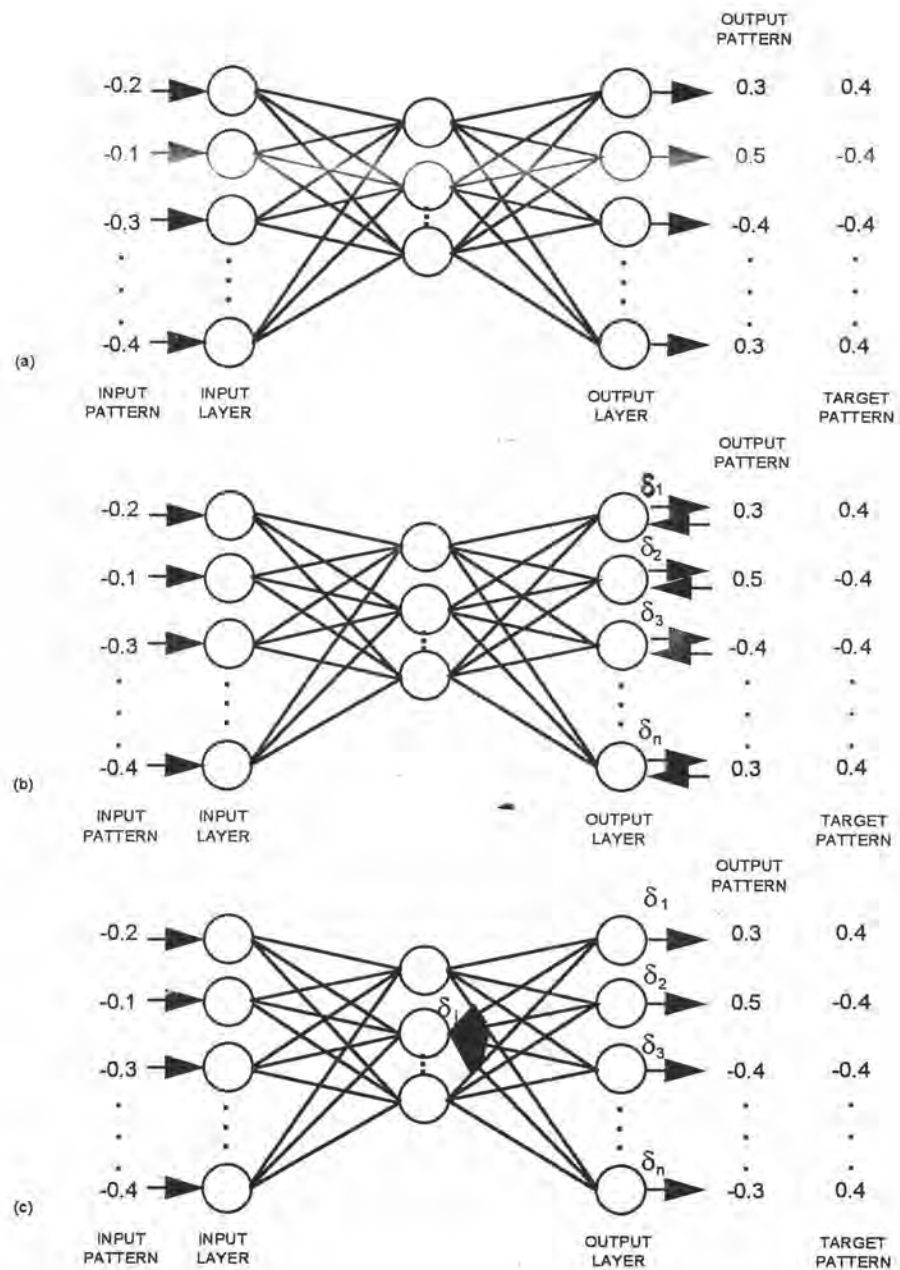 OUTPUT
PATTERN
-0.2 0.3 0.4
-0.1 0.5 -0.4
-0.3 -0.4 -0.4
-0.4 0.3 0.4
(a)
INPUT PATTERN INPUT LAYER OUTPUT LAYER TARGET PATTERN
OUTPUT
PATTERN
δ1
-0.2 0.3 0.4
δ2
-0.1 0.5 -0.4
δ3
-0.3 -0.4 -0.4
δn
-0.4 0.3 0.4
(b)
INPUT PATTERN INPUT LAYER OUTPUT LAYER TARGET PATTERN
OUTPUT
PATTERN
δ1
-0.2 0.3 0.4
δ2
-0.1 0.5 -0.4
δj
δ3
-0.3 -0.4 -0.4
δn
-0.4 -0.3 0.4
(c)
INPUT PATTERN INPUT LAYER OUTPUT LAYER TARGET PATTERN